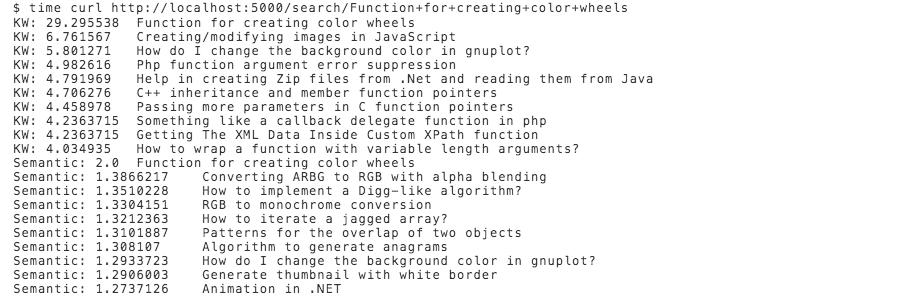 $ time curl http://localhost:5000/search/Function+for+creating+color+wheels
KW: 29.295538  Function for creating color wheels
KW: 6.761567   Creating/modifying images in JavaScript
KW: 5.801271   How do I change the background color in gnuplot?
KW: 4.982616   Php function argument error suppression
KW: 4.791969   Help in creating Zip files from .Net and reading them from Java
KW: 4.706276   C++ inheritance and member function pointers
KW: 4.458978   Passing more parameters in C function pointers
KW: 4.2363715  Something like a callback delegate function in php
KW: 4.2363715  Getting The XML Data Inside Custom XPath function
KW: 4.034935   How to wrap a function with variable length arguments?
Semantic: 2.0  Function for creating color wheels
Semantic: 1.3866217    Converting ARBG to RGB with alpha blending
Semantic: 1.3510228    How to implement a Digg-like algorithm?
Semantic: 1.3304151    RGB to monochrome conversion
Semantic: 1.3212363    How to iterate a jagged array?
Semantic: 1.3101887    Patterns for the overlap of two objects
Semantic: 1.308107     Algorithm to generate anagrams
Semantic: 1.2933723    How do I change the background color in gnuplot?
Semantic: 1.2906003    Generate thumbnail with white border
Semantic: 1.2737126    Animation in .NET